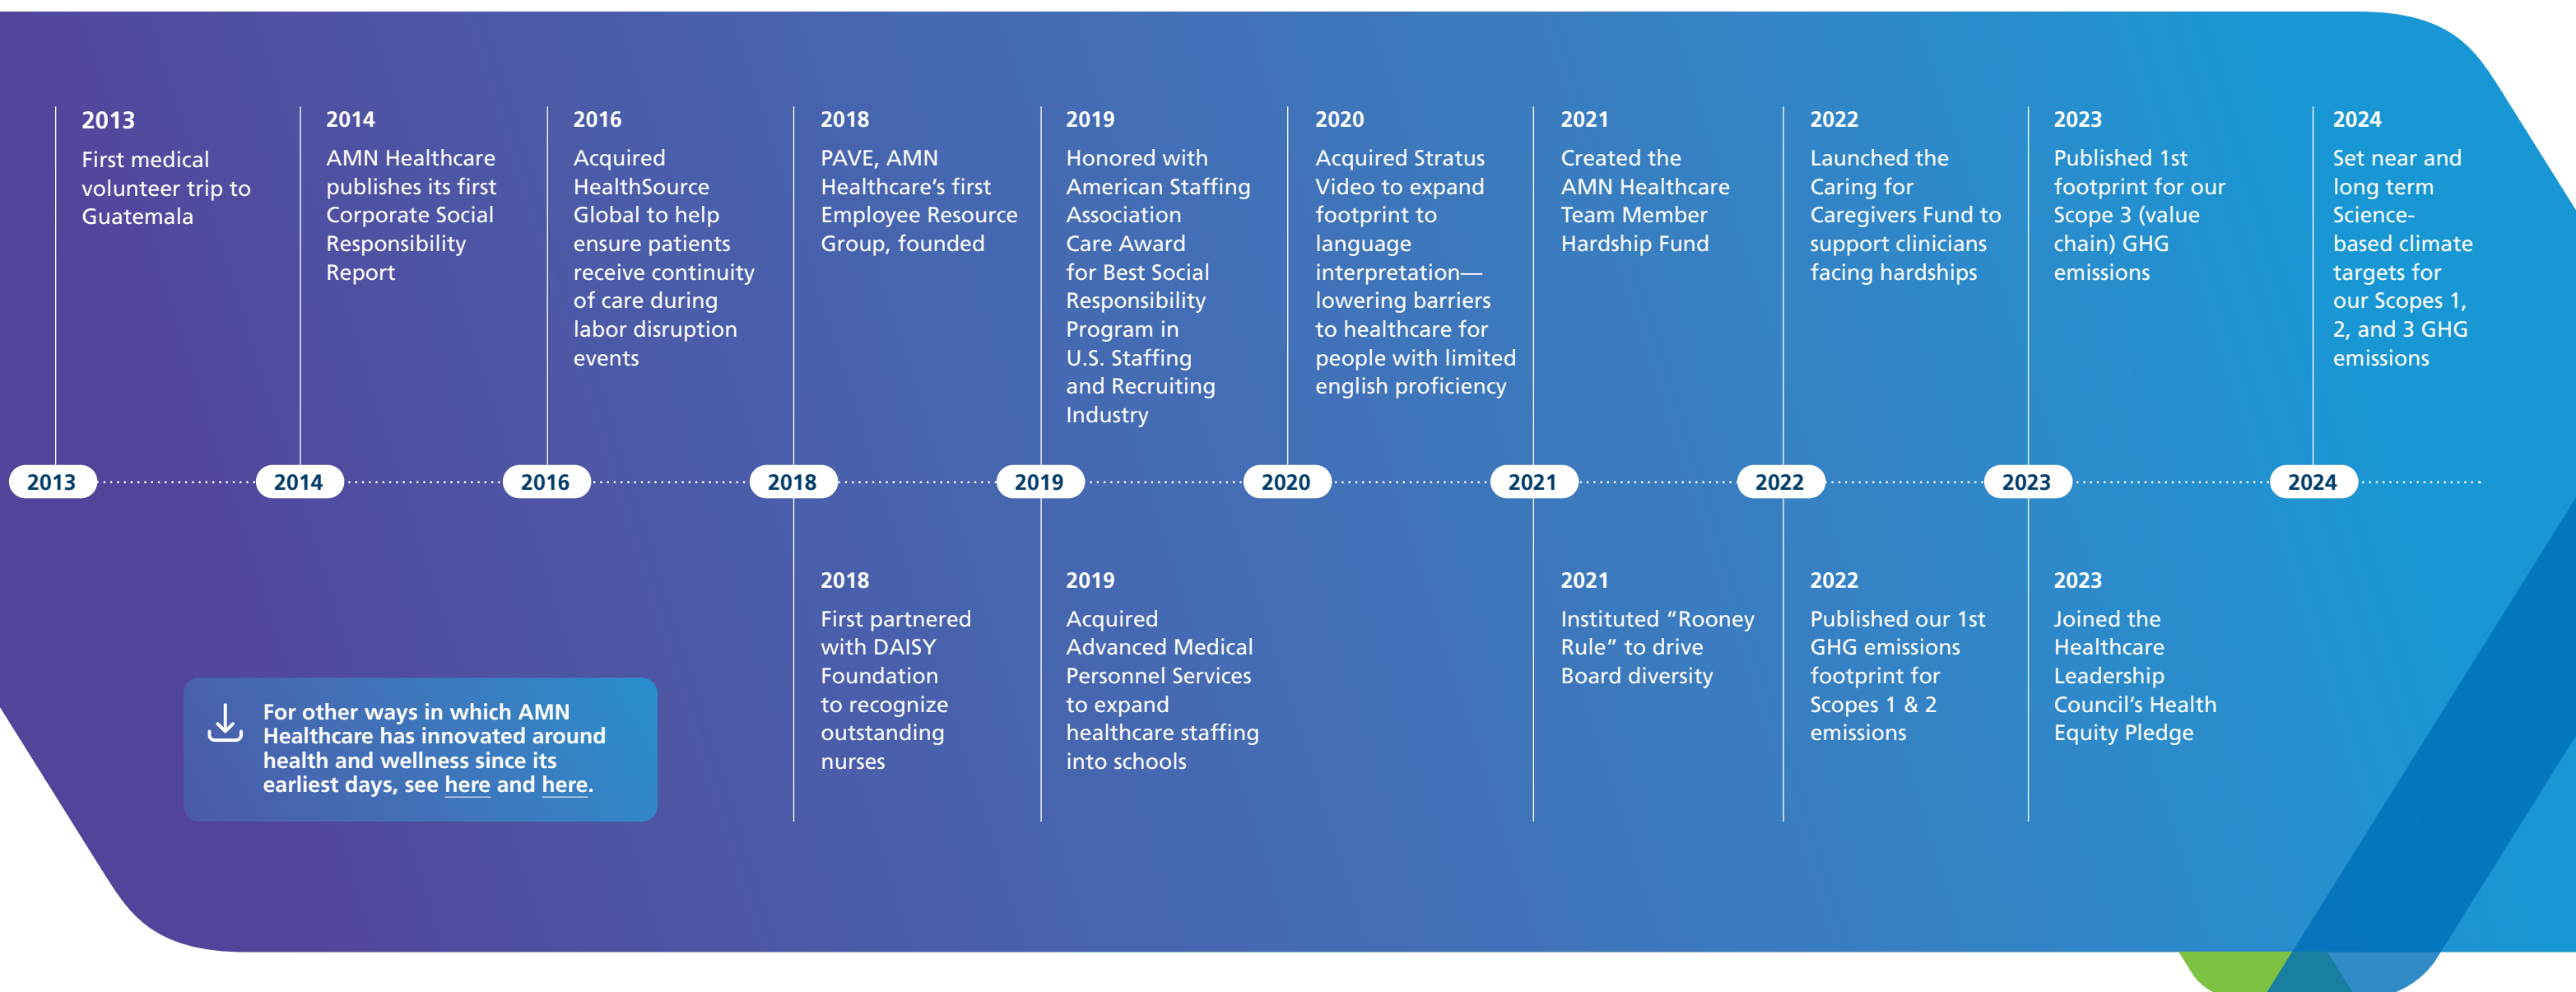 2013
First medical
volunteer trip to
Guatemala
2014
AMN Healthcare
publishes its first
Corporate Social
Responsibility
Report
2016
Acquired
HealthSource
Global to help
ensure patients
receive continuity
of care during
labor disruption
events
2018
PAVE, AMN
Healthcare's first
Employee Resource
Group, founded
2019
Honored with
American Staffing
Association
Care Award
for Best Social
Responsibility
Program in
U.S. Staffing
and Recruiting
Industry
2020
Acquired Stratus
Video to expand
footprint to
language
interpretation—
lowering barriers
to healthcare for
people with limited
english proficiency
2021
Created the
AMN Healthcare
Team Member
Hardship Fund
2022
Launched the
Caring for
Caregivers Fund to
support clinicians
facing hardships
2023
Published 1st
footprint for our
Scope 3 (value
chain) GHG
emissions
2024
Set near and
long term
Science-
based climate
targets for
our Scopes 1,
2, and 3 GHG
emissions
2013 2014 2016 2018 2019 2020 2021 2022 2023 2024
2018
First partnered
with DAISY
Foundation
to recognize
outstanding
nurses
2019
Acquired
Advanced Medical
Personnel Services
to expand
healthcare staffing
into schools
2021
Instituted “Rooney
Rule” to drive
Board diversity
2022
Published our 1st
GHG emissions
footprint for
Scopes 1 & 2
emissions
2023
Joined the
Healthcare
Leadership
Council's Health
Equity Pledge
For other ways in which AMN
Healthcare has innovated around
health and wellness since its
earliest days, see here and here.